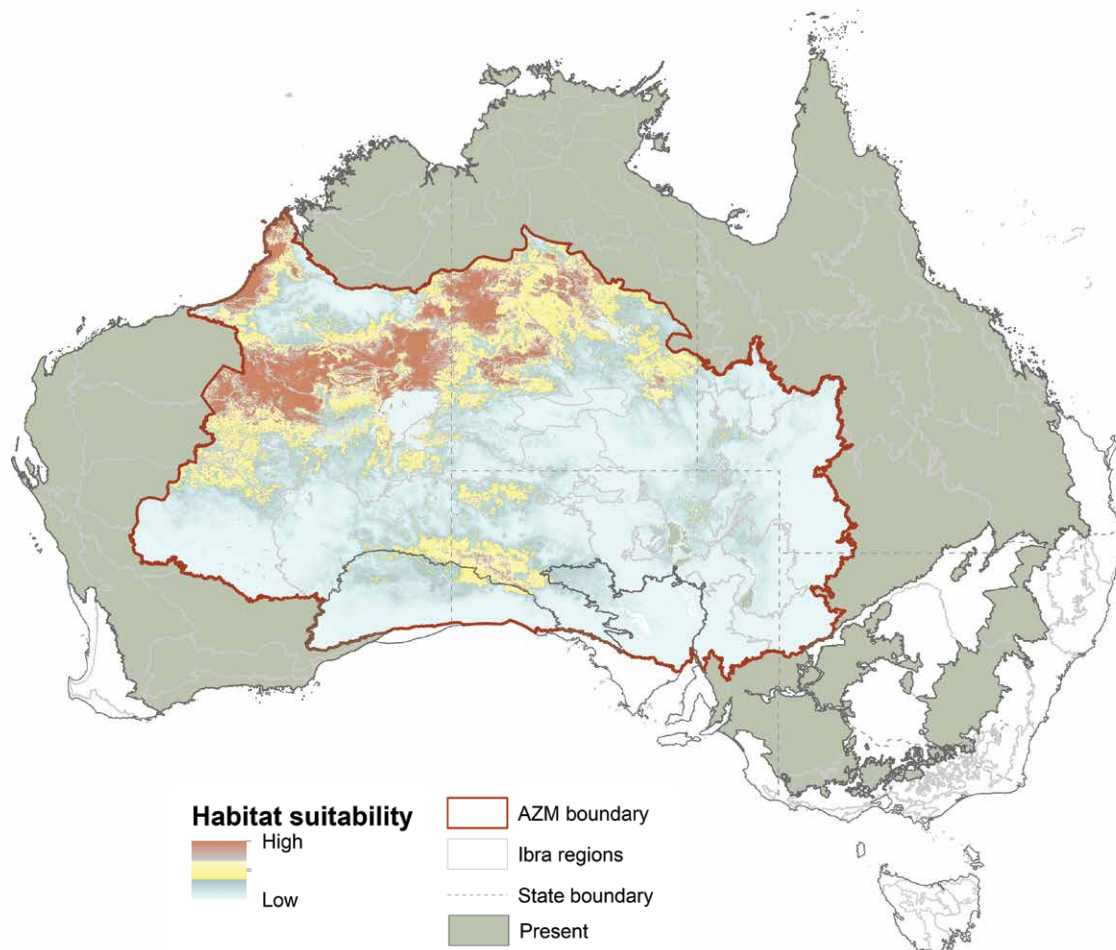 Habitat suitability
High
Low
AZM boundary
Ibra regions
State boundary
Present